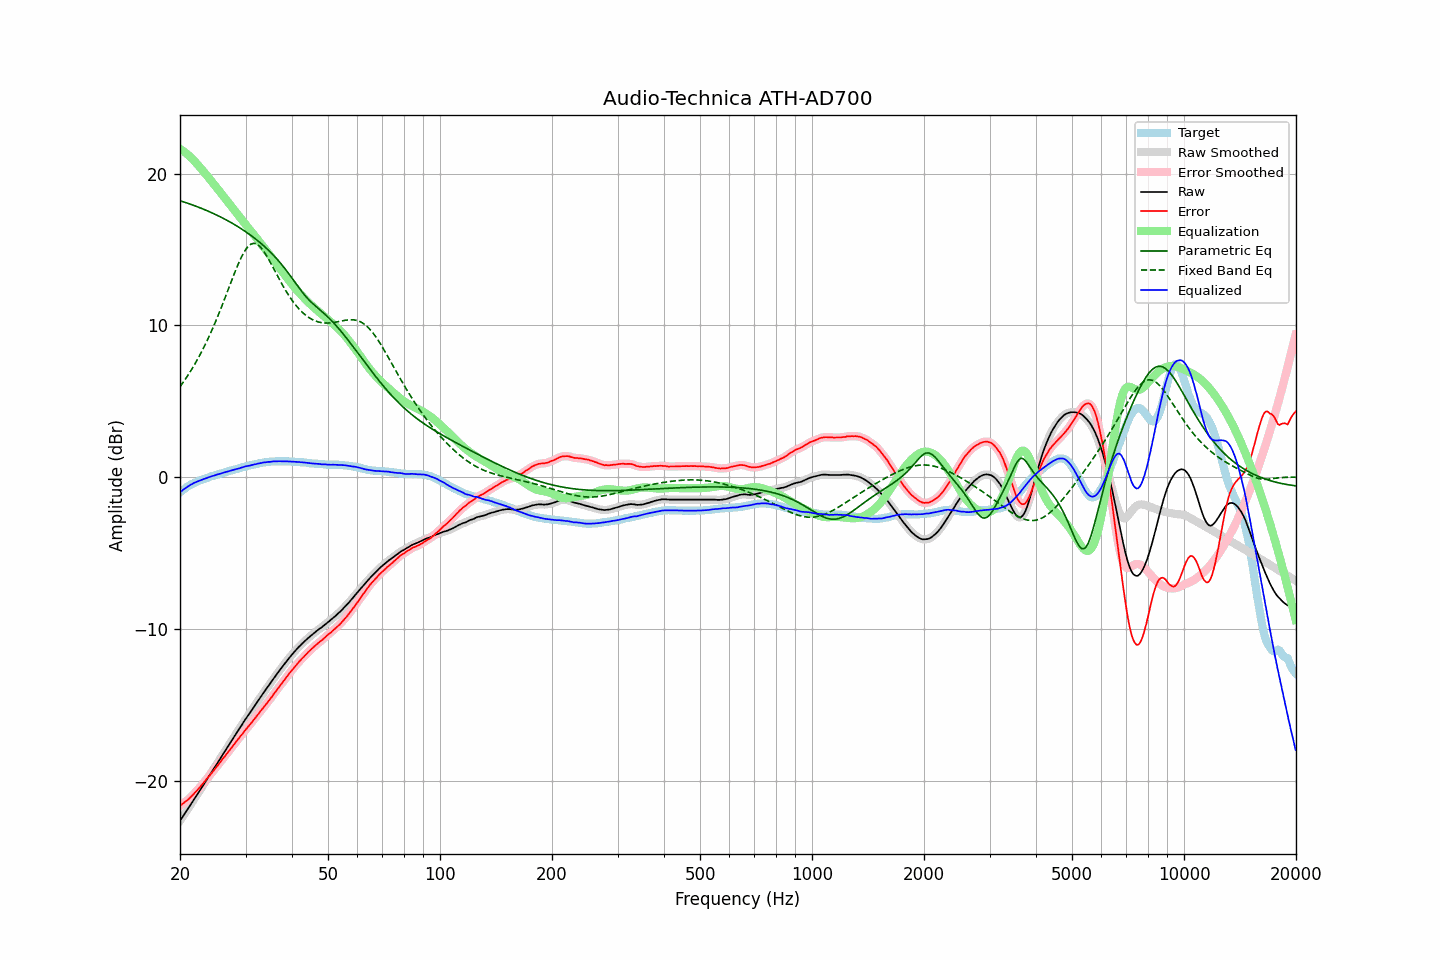 Audio-Technica ATH-AD700
Target
Raw Smoothed
Error Smoothed
Raw
Error
Equalization
Parametric Eq
Fixed Band Eq
Equalized
Amplitude (dBr)
20
10
0
−10
−20
20 50 100 200 500 1000 2000 5000 10000 20000
Frequency (Hz)